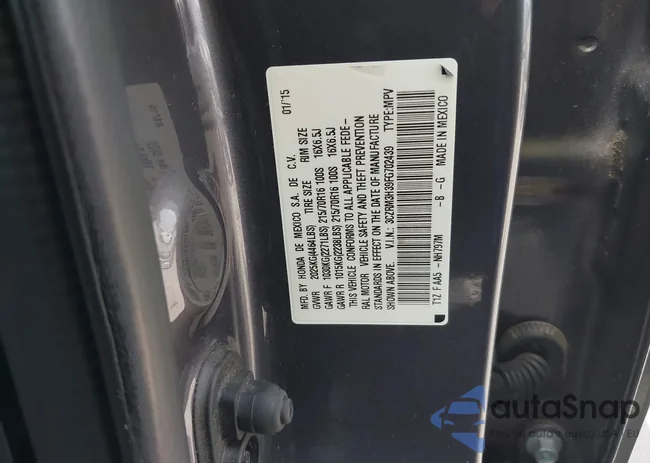 MFD. BY HONDA DE MEXICO S.A. DE C.V. 01/15
GVWR 2025KG(4464LBS) TIRE SIZE RIM SIZE
GAWR F 1030KG(2271LBS) 215/70R16 100S 16X6.5J
GAWR R 1015KG(2238LBS) 215/70R16 100S 16X6.5J
THIS VEHICLE CONFORMS TO ALL APPLICABLE FEDE-
RAL MOTOR VEHICLE SAFETY AND THEFT PREVENTION
STANDARDS IN EFFECT ON THE DATE OF MANUFACTURE
SHOWN ABOVE. V.I.N.: 3CZRM3H39FG702439 TYPE:MPV
T1Z F AA5 - NH797M -B -G MADE IN MEXICO
autoSnap